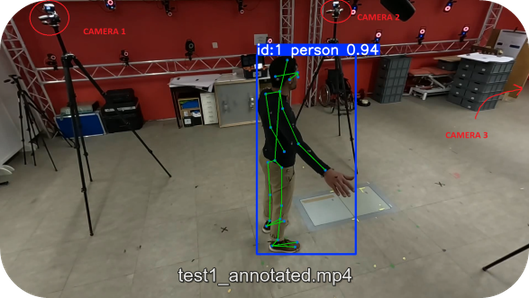 CAMERA 1
CAMERA 2
id:1 person 0.94
CAMERA 3
test1_annotated.mp4